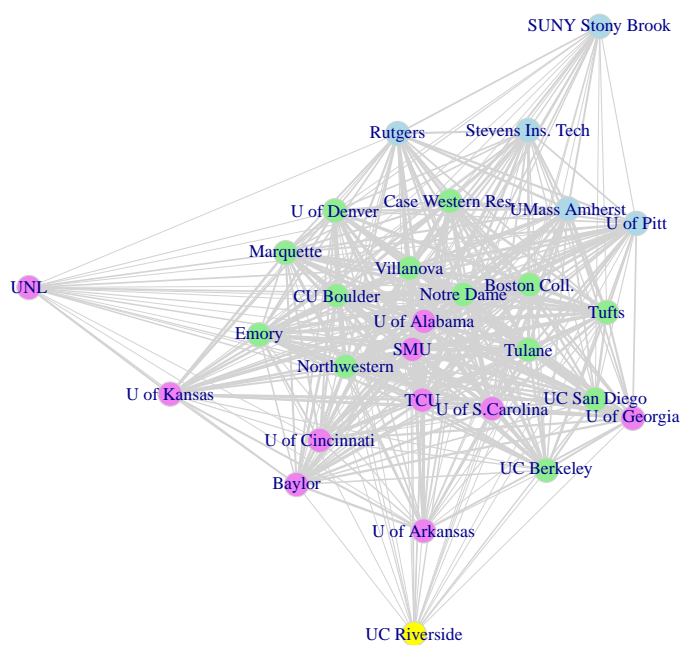 SUNY Stony Brook
Rutgers
Stevens Ins. Tech
Case Western Res.
U of Denver
UMass Amherst
U of Pitt
Marquette
Villanova
UNL
CU Boulder
Notre Dame
Boston Coll.
Tufts
U of Alabama
Emory
SMU
Tulane
Northwestern
U of Kansas
TCU
U of S.Carolina
UC San Diego
U of Georgia
U of Cincinnati
UC Berkeley
Baylor
U of Arkansas
UC Riverside